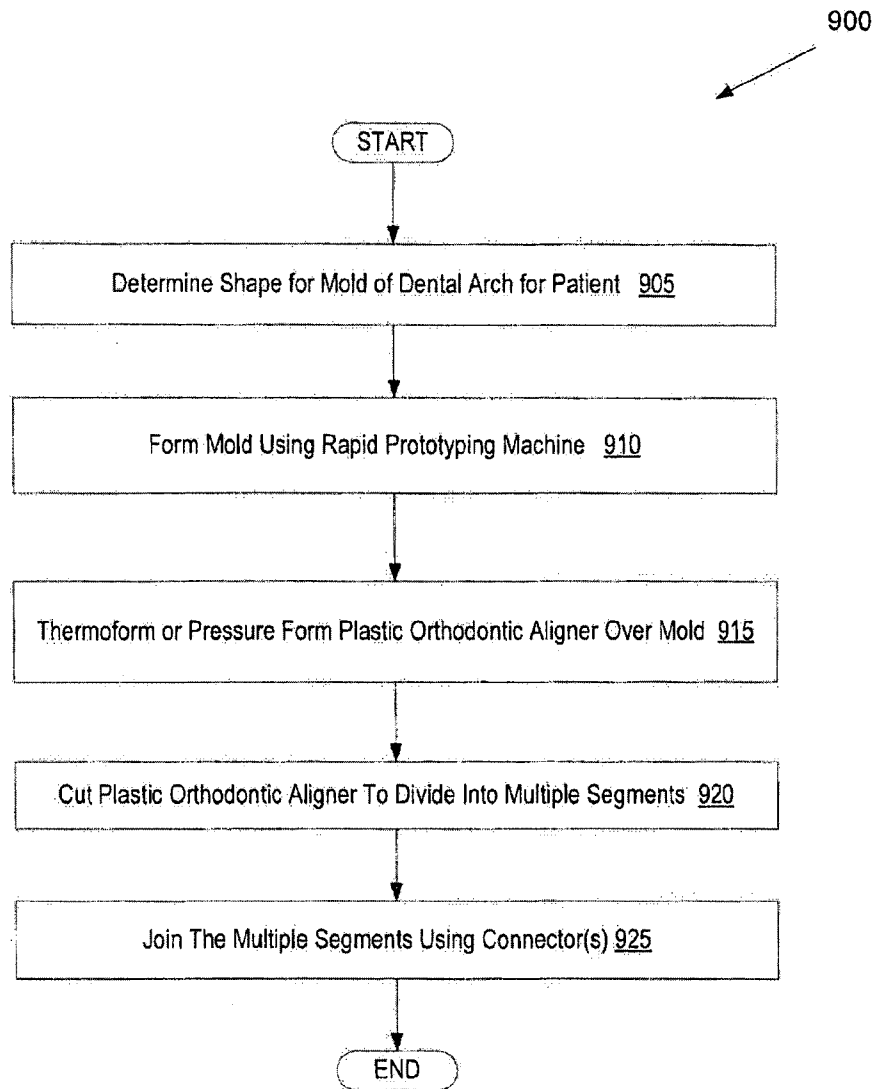 900
START
Determine Shape for Mold of Dental Arch for Patient 905
Form Mold Using Rapid Prototyping Machine 910
Thermoform or Pressure Form Plastic Orthodontic Aligner Over Mold 915
Cut Plastic Orthodontic Aligner To Divide Into Multiple Segments 920
Join The Multiple Segments Using Connector(s) 925
END